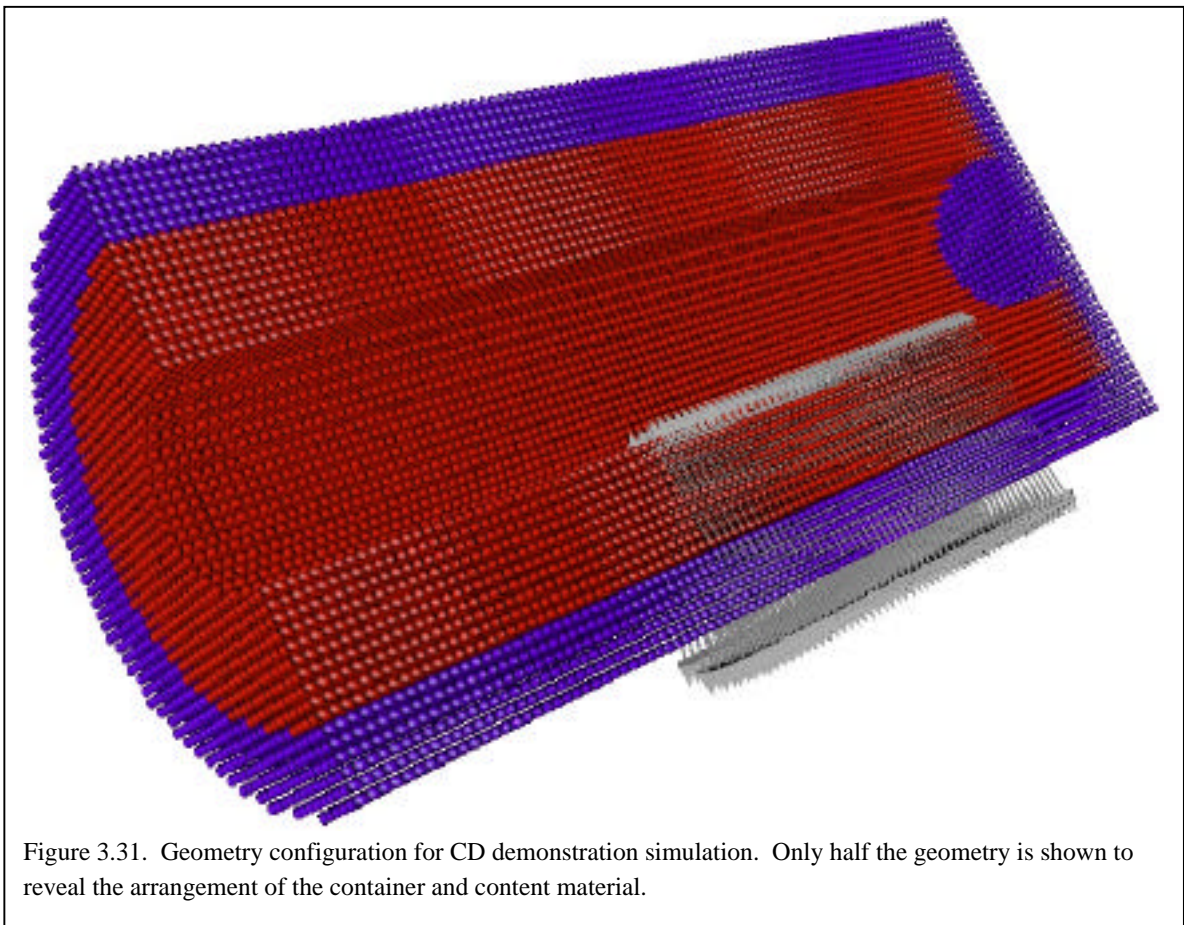 Figure 3.31.  Geometry configuration for CD demonstration simulation.  Only half the geometry is shown to
reveal the arrangement of the container and content material.